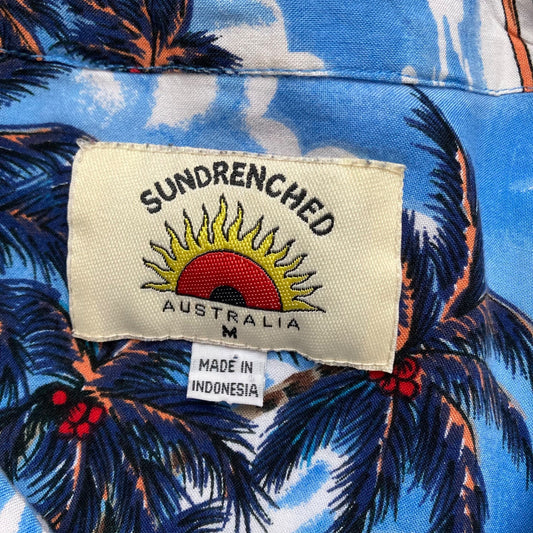 SUNDRENCHED
AUSTRALIA
M
MADE IN
INDONESIA